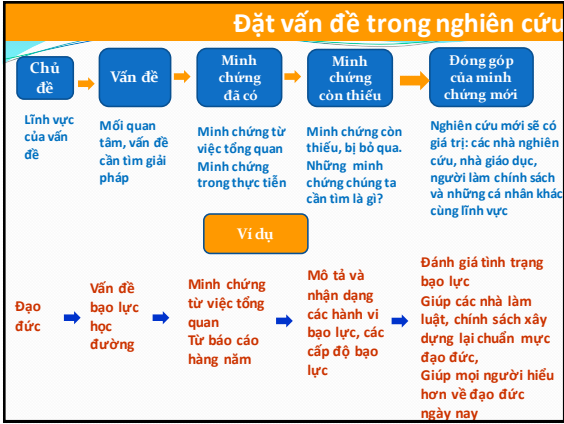 Đặt vấn đề trong nghiên cứu
Chủ
đề
Vấn đề
Minh
chứng
đã có
Minh
chứng
còn thiếu
Đóng góp
của minh
chứng mới
Lĩnh vực
của vấn
đề
Mối quan
tâm, vấn đề
cần tìm giải
pháp
Minh chứng từ
việc tổng quan
Minh chứng
trong thực tiễn
Minh chứng còn
thiếu, bị bỏ qua.
Những minh
chứng chúng ta
cần tìm là gì?
Nghiên cứu mới sẽ có
giá trị: các nhà nghiên
cứu, nhà giáo dục,
người làm chính sách
và những cá nhân khác
cùng lĩnh vực
Ví dụ
Đạo
đức
Vấn đề
bạo lực
học
đường
Minh chứng
từ việc tổng
quan
Từ báo cáo
hàng năm
Mô tả và
nhận dạng
các hành vi
bạo lực, các
cấp độ bạo
lực
Đánh giá tình trạng
bạo lực
Giúp các nhà làm
luật, chính sách xây
dựng lại chuẩn mực
đạo đức,
Giúp mọi người hiểu
hơn về đạo đức
ngày nay